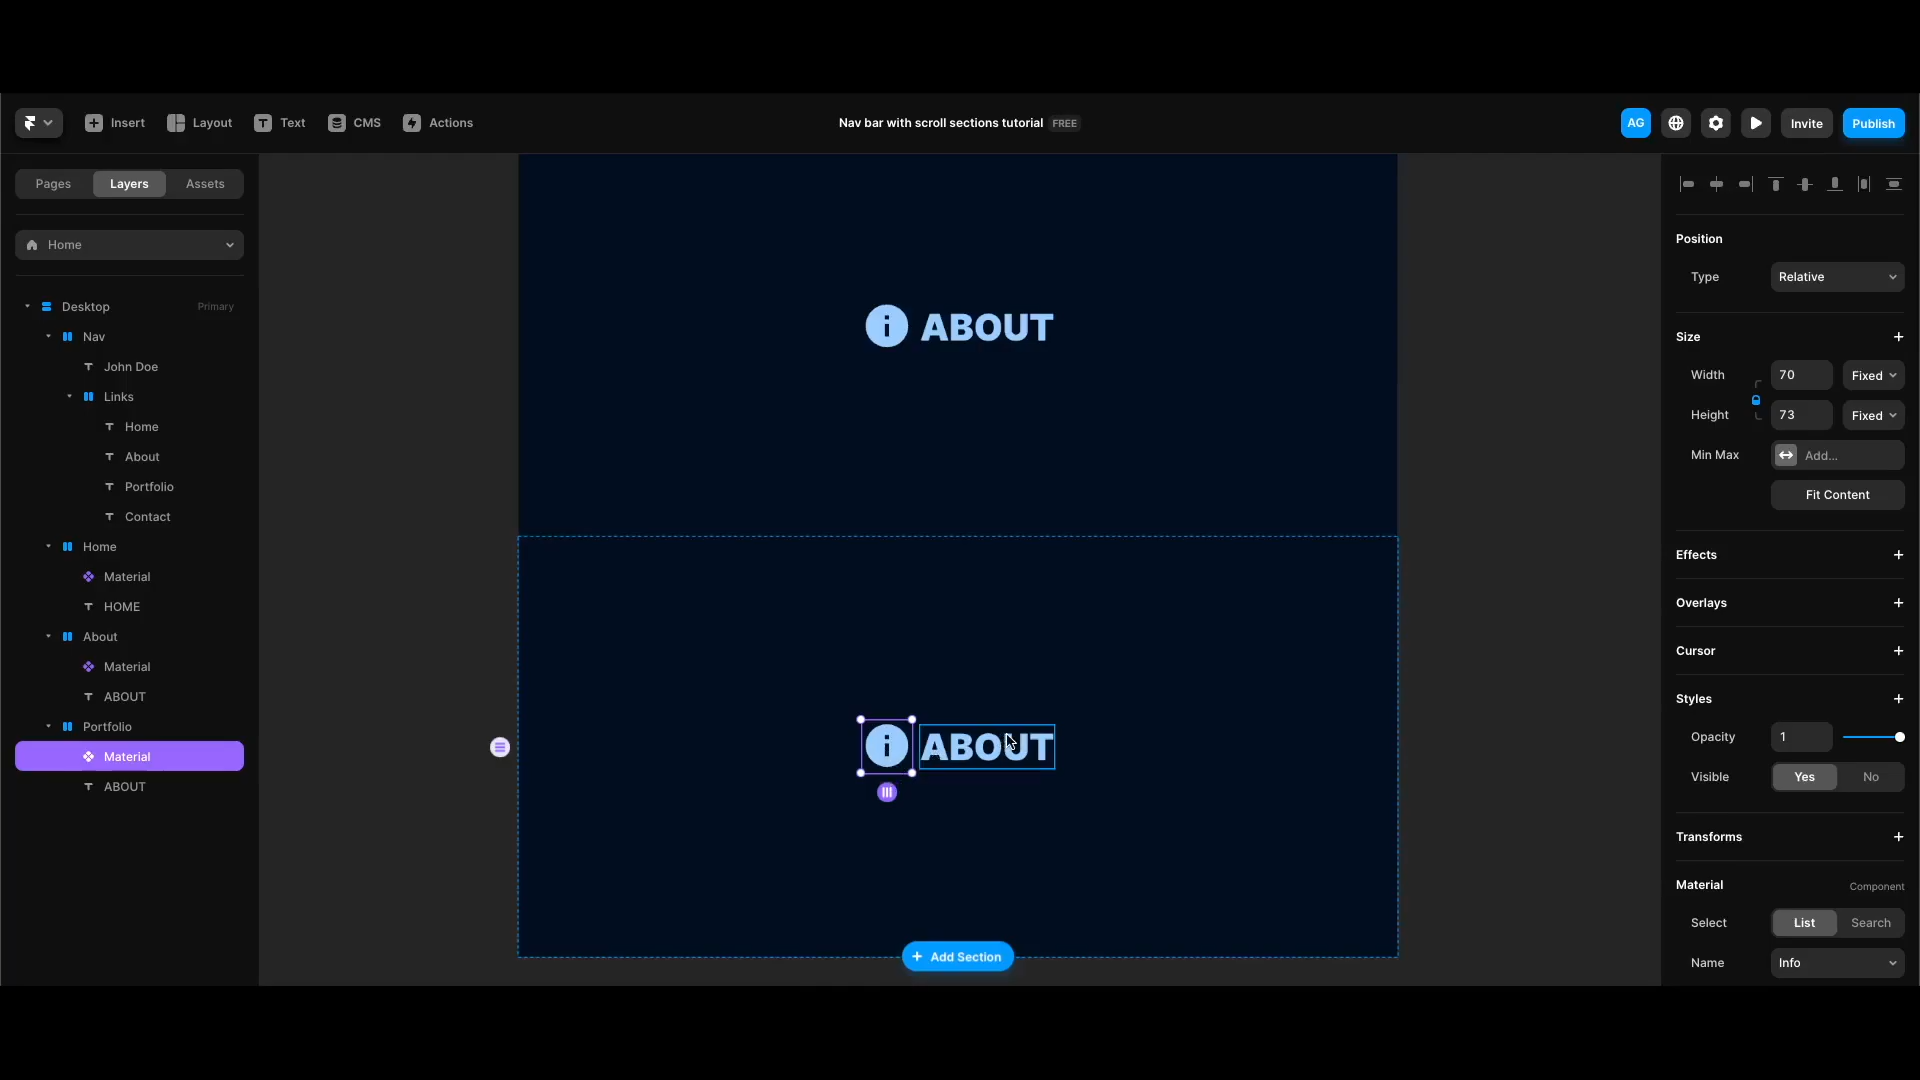 Insert
Layout
Text
CMS
Actions
Nav bar with scroll sections tutorial FREE
AG
Invite
Publish
Pages
Layers
Assets
Home
Desktop
Primary
Nav
John Doe
Links
Home
About
Portfolio
Contact
Home
Material
HOME
About
Material
ABOUT
Portfolio
Material
ABOUT
i ABOUT
i ABOUT
+ Add Section
Position
Type Relative
Size
Width 70 Fixed
Height 73 Fixed
Min Max Add...
Fit Content
Effects
Overlays
Cursor
Styles
Opacity 1
Visible Yes No
Transforms
Material Component
Select List Search
Name Info